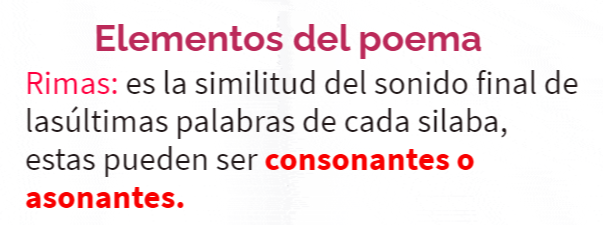 Elementos del poema
Rimas: es la similitud del sonido final de
lasúltimas palabras de cada silaba,
estas pueden ser consonantes o
asonantes.